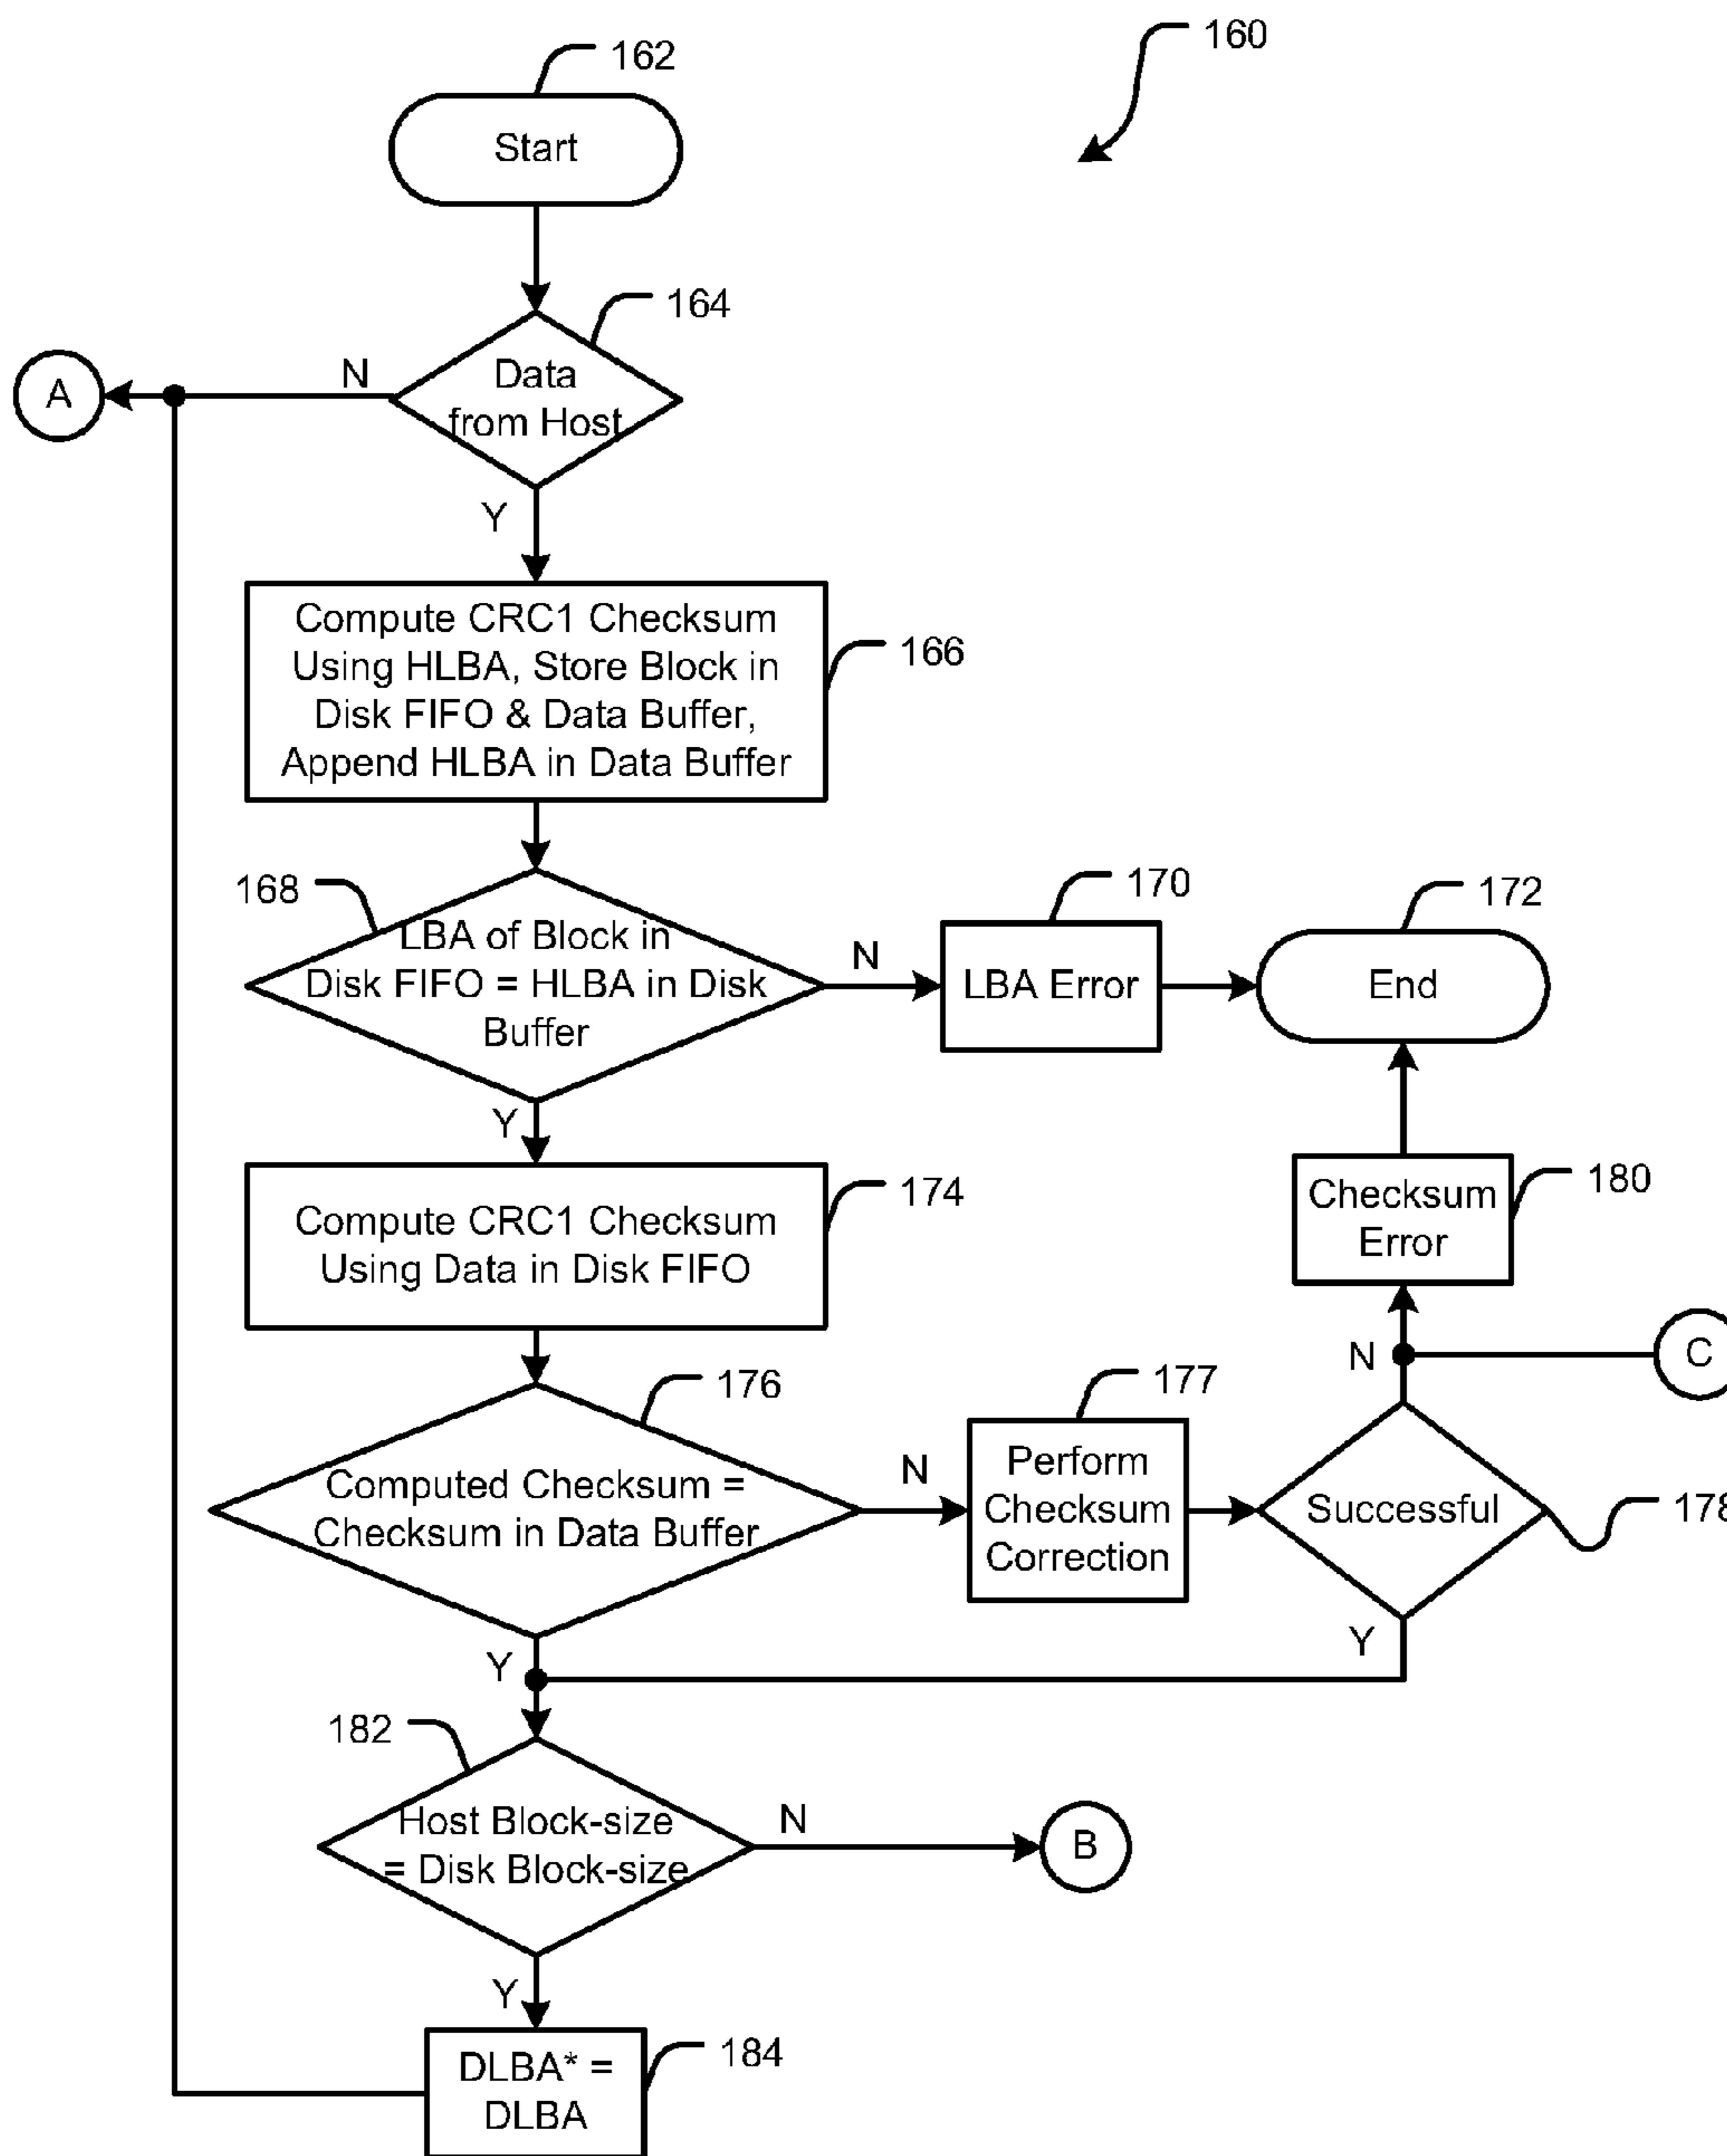 160
162
Start
164
Data
from Host
N
A
Y
Compute CRC1 Checksum
Using HLBA, Store Block in
Disk FIFO & Data Buffer,
Append HLBA in Data Buffer
166
168
LBA of Block in
Disk FIFO = HLBA in Disk
Buffer
N
170
LBA Error
172
End
Y
Compute CRC1 Checksum
Using Data in Disk FIFO
174
Checksum
Error
180
176
Computed Checksum =
Checksum in Data Buffer
N
177
Perform
Checksum
Correction
N
C
Successful
178
Y
Y
182
Host Block-size
= Disk Block-size
N
B
Y
DLBA* =
DLBA
184